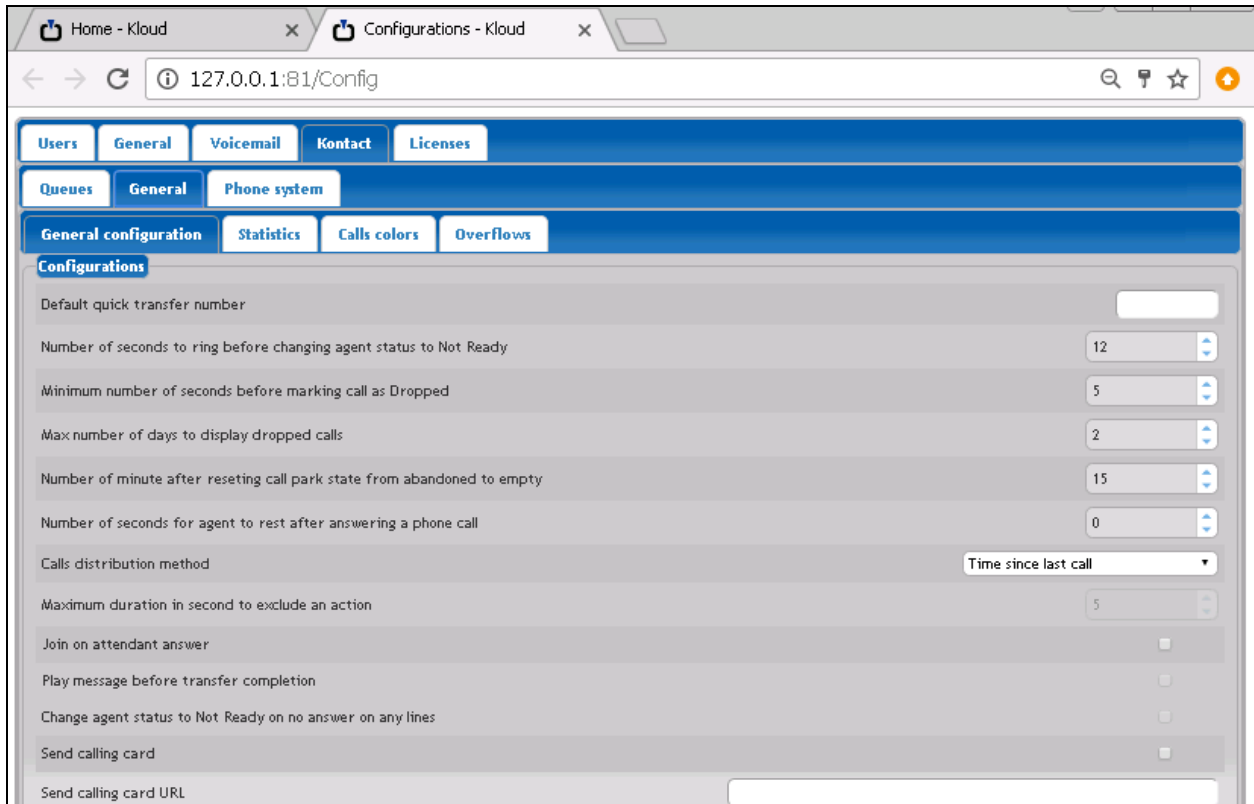 Home - Kloud
Configurations - Kloud
127.0.0.1:81/Config
Users General Voicemail Kontact Licenses
Queues General Phone system
General configuration Statistics Calls colors Overflows
Configurations
Default quick transfer number
Number of seconds to ring before changing agent status to Not Ready 12
Minimum number of seconds before marking call as Dropped 5
Max number of days to display dropped calls 2
Number of minute after reseting call park state from abandoned to empty 15
Number of seconds for agent to rest after answering a phone call 0
Calls distribution method Time since last call
Maximum duration in second to exclude an action 5
Join on attendant answer
Play message before transfer completion
Change agent status to Not Ready on no answer on any lines
Send calling card
Send calling card URL